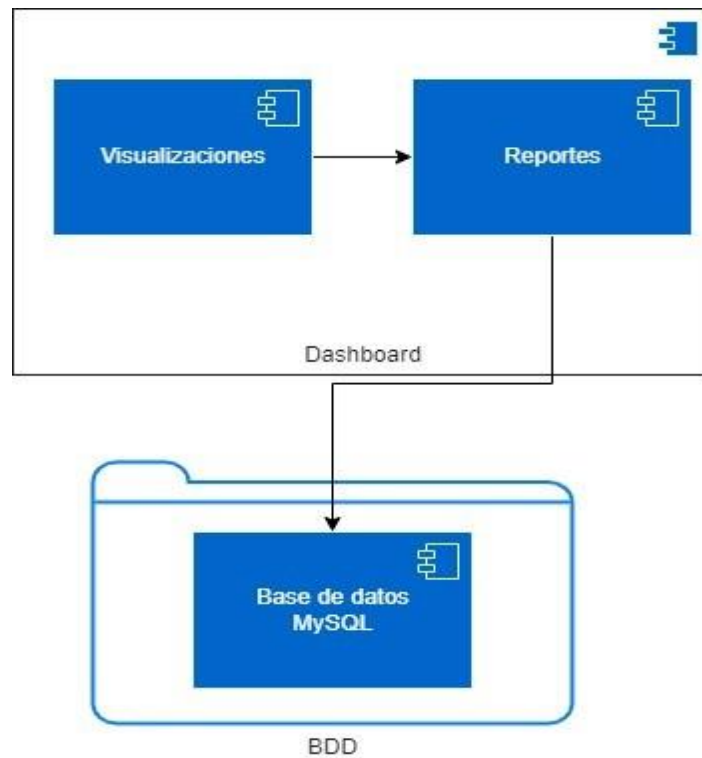 Visualizaciones
Reportes
Dashboard
Base de datos
MySQL
BDD